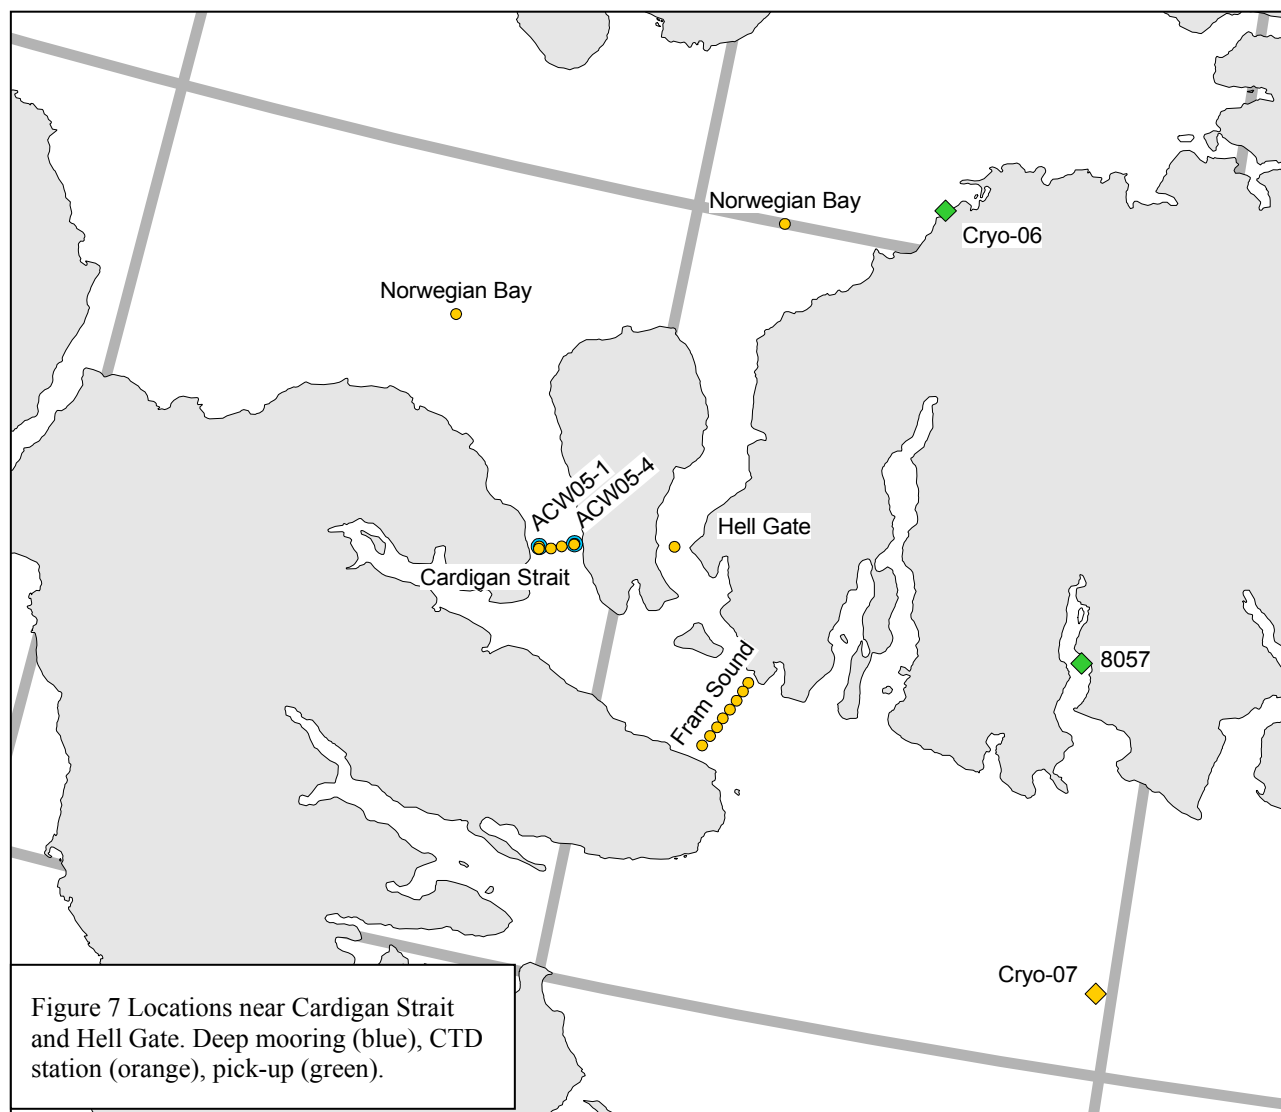 Norwegian Bay
Cryo-06
Norwegian Bay
ACW05-1
ACW05-4
Hell Gate
Cardigan Strait
Fram Sound
8057
Cryo-07
Figure 7 Locations near Cardigan Strait
and Hell Gate. Deep mooring (blue), CTD
station (orange), pick-up (green).